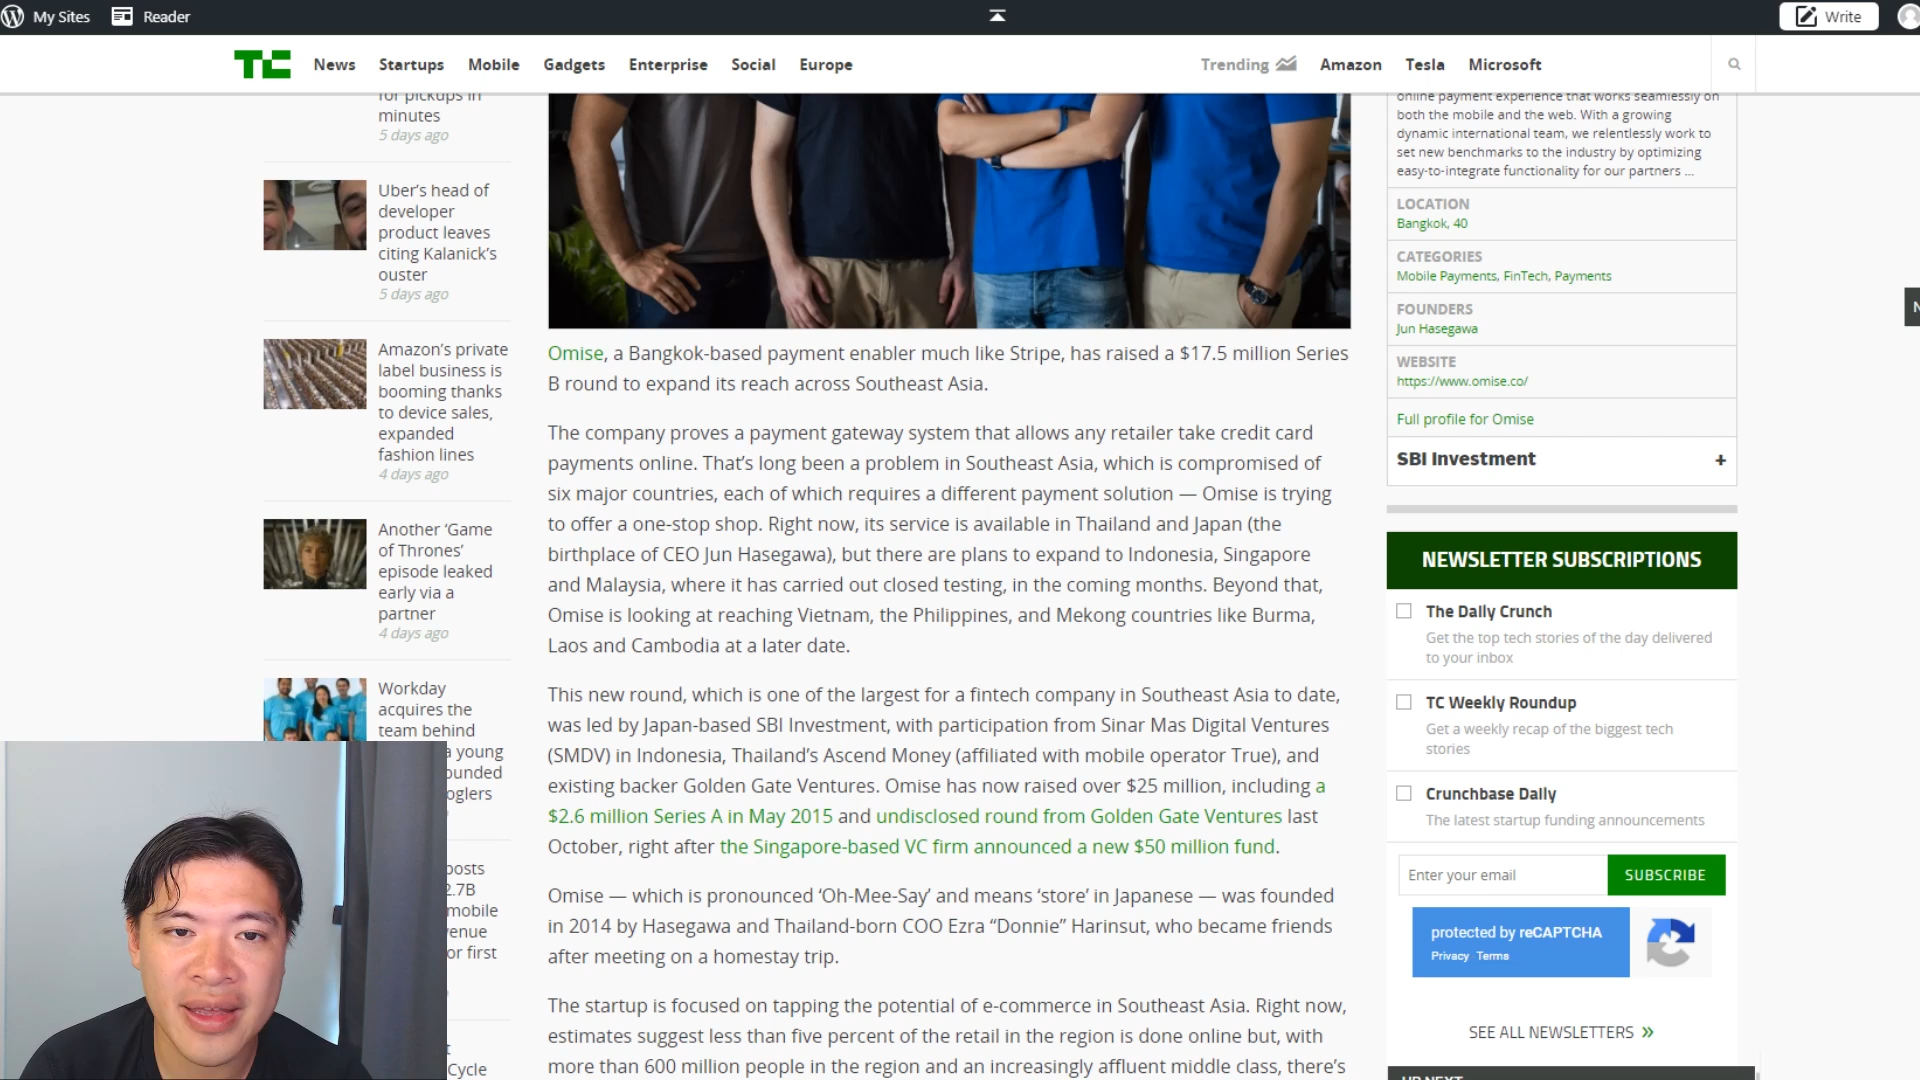 My Sites
Reader
Write
TC
News
Startups
Mobile
Gadgets
Enterprise
Social
Europe
Trending
Amazon
Tesla
Microsoft
for pickups in
minutes
5 days ago
Uber’s head of
developer
product leaves
citing Kalanick’s
ouster
5 days ago
Amazon’s private
label business is
booming thanks
to device sales,
expanded
fashion lines
4 days ago
Another ‘Game
of Thrones’
episode leaked
early via a
partner
4 days ago
Workday
acquires the
team behind
a young
ounded
oglers
posts
2.7B
mobile
venue
or first
t
Cycle
Omise, a Bangkok-based payment enabler much like Stripe, has raised a $17.5 million Series
B round to expand its reach across Southeast Asia.
The company proves a payment gateway system that allows any retailer take credit card
payments online. That’s long been a problem in Southeast Asia, which is compromised of
six major countries, each of which requires a different payment solution — Omise is trying
to offer a one-stop shop. Right now, its service is available in Thailand and Japan (the
birthplace of CEO Jun Hasegawa), but there are plans to expand to Indonesia, Singapore
and Malaysia, where it has carried out closed testing, in the coming months. Beyond that,
Omise is looking at reaching Vietnam, the Philippines, and Mekong countries like Burma,
Laos and Cambodia at a later date.
This new round, which is one of the largest for a fintech company in Southeast Asia to date,
was led by Japan-based SBI Investment, with participation from Sinar Mas Digital Ventures
(SMDV) in Indonesia, Thailand’s Ascend Money (affiliated with mobile operator True), and
existing backer Golden Gate Ventures. Omise has now raised over $25 million, including a
$2.6 million Series A in May 2015 and undisclosed round from Golden Gate Ventures last
October, right after the Singapore-based VC firm announced a new $50 million fund.
Omise — which is pronounced ‘Oh-Mee-Say’ and means ‘store’ in Japanese — was founded
in 2014 by Hasegawa and Thailand-born COO Ezra “Donnie” Harinsut, who became friends
after meeting on a homestay trip.
The startup is focused on tapping the potential of e-commerce in Southeast Asia. Right now,
estimates suggest less than five percent of the retail in the region is done online but, with
more than 600 million people in the region and an increasingly affluent middle class, there’s
online payment experience that works seamlessly on
both the mobile and the web. With a growing
dynamic international team, we relentlessly work to
set new benchmarks to the industry by optimizing
easy-to-integrate functionality for our partners ...
LOCATION
Bangkok, 40
CATEGORIES
Mobile Payments, FinTech, Payments
FOUNDERS
Jun Hasegawa
WEBSITE
https://www.omise.co/
Full profile for Omise
SBI Investment +
NEWSLETTER SUBSCRIPTIONS
The Daily Crunch
Get the top tech stories of the day delivered
to your inbox
TC Weekly Roundup
Get a weekly recap of the biggest tech
stories
Crunchbase Daily
The latest startup funding announcements
Enter your email
SUBSCRIBE
protected by reCAPTCHA
Privacy Terms
SEE ALL NEWSLETTERS »
UP NEXT